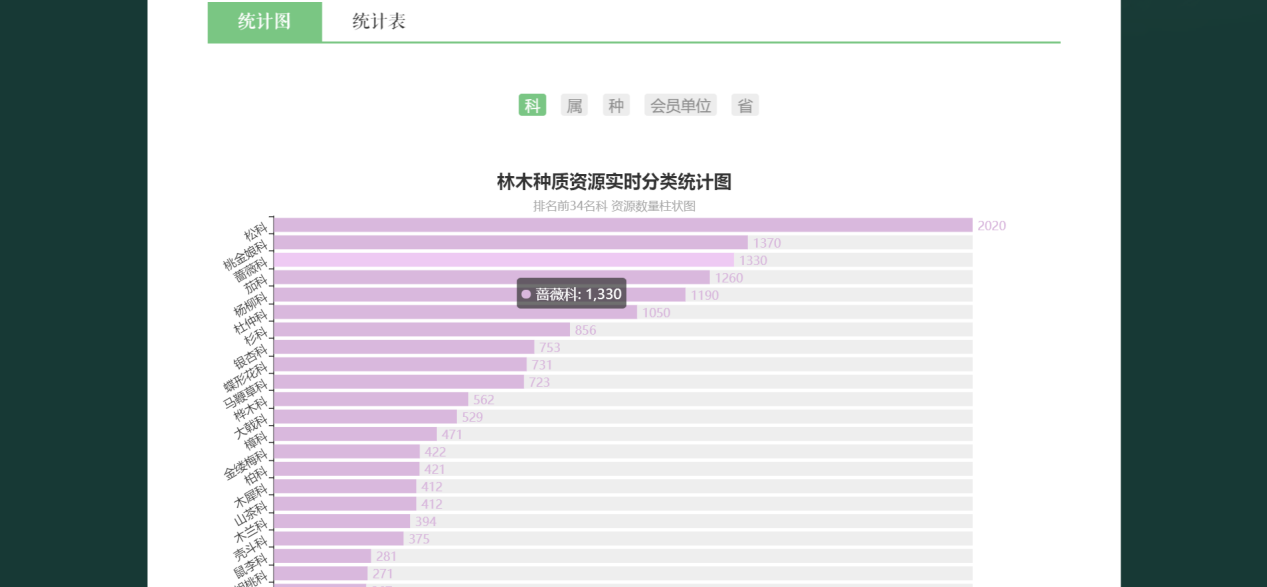 统计图 统计表
科 属 种 会员单位 省
林木种质资源实时分类统计图
排名前34名科 资源数量柱状图
松科 2020
桃金娘科 1370
蔷薇科 1330
茄科 1260
蔷薇科: 1,330
杨柳科 1190
杜仲科 1050
杉科 856
银杏科 753
蝶形花科 731
马鞭草科 723
桦木科 562
大戟科 529
樟科 471
金缕梅科 422
柏科 421
木犀科 412
山茶科 412
木兰科 394
壳斗科 375
鼠李科 281
271